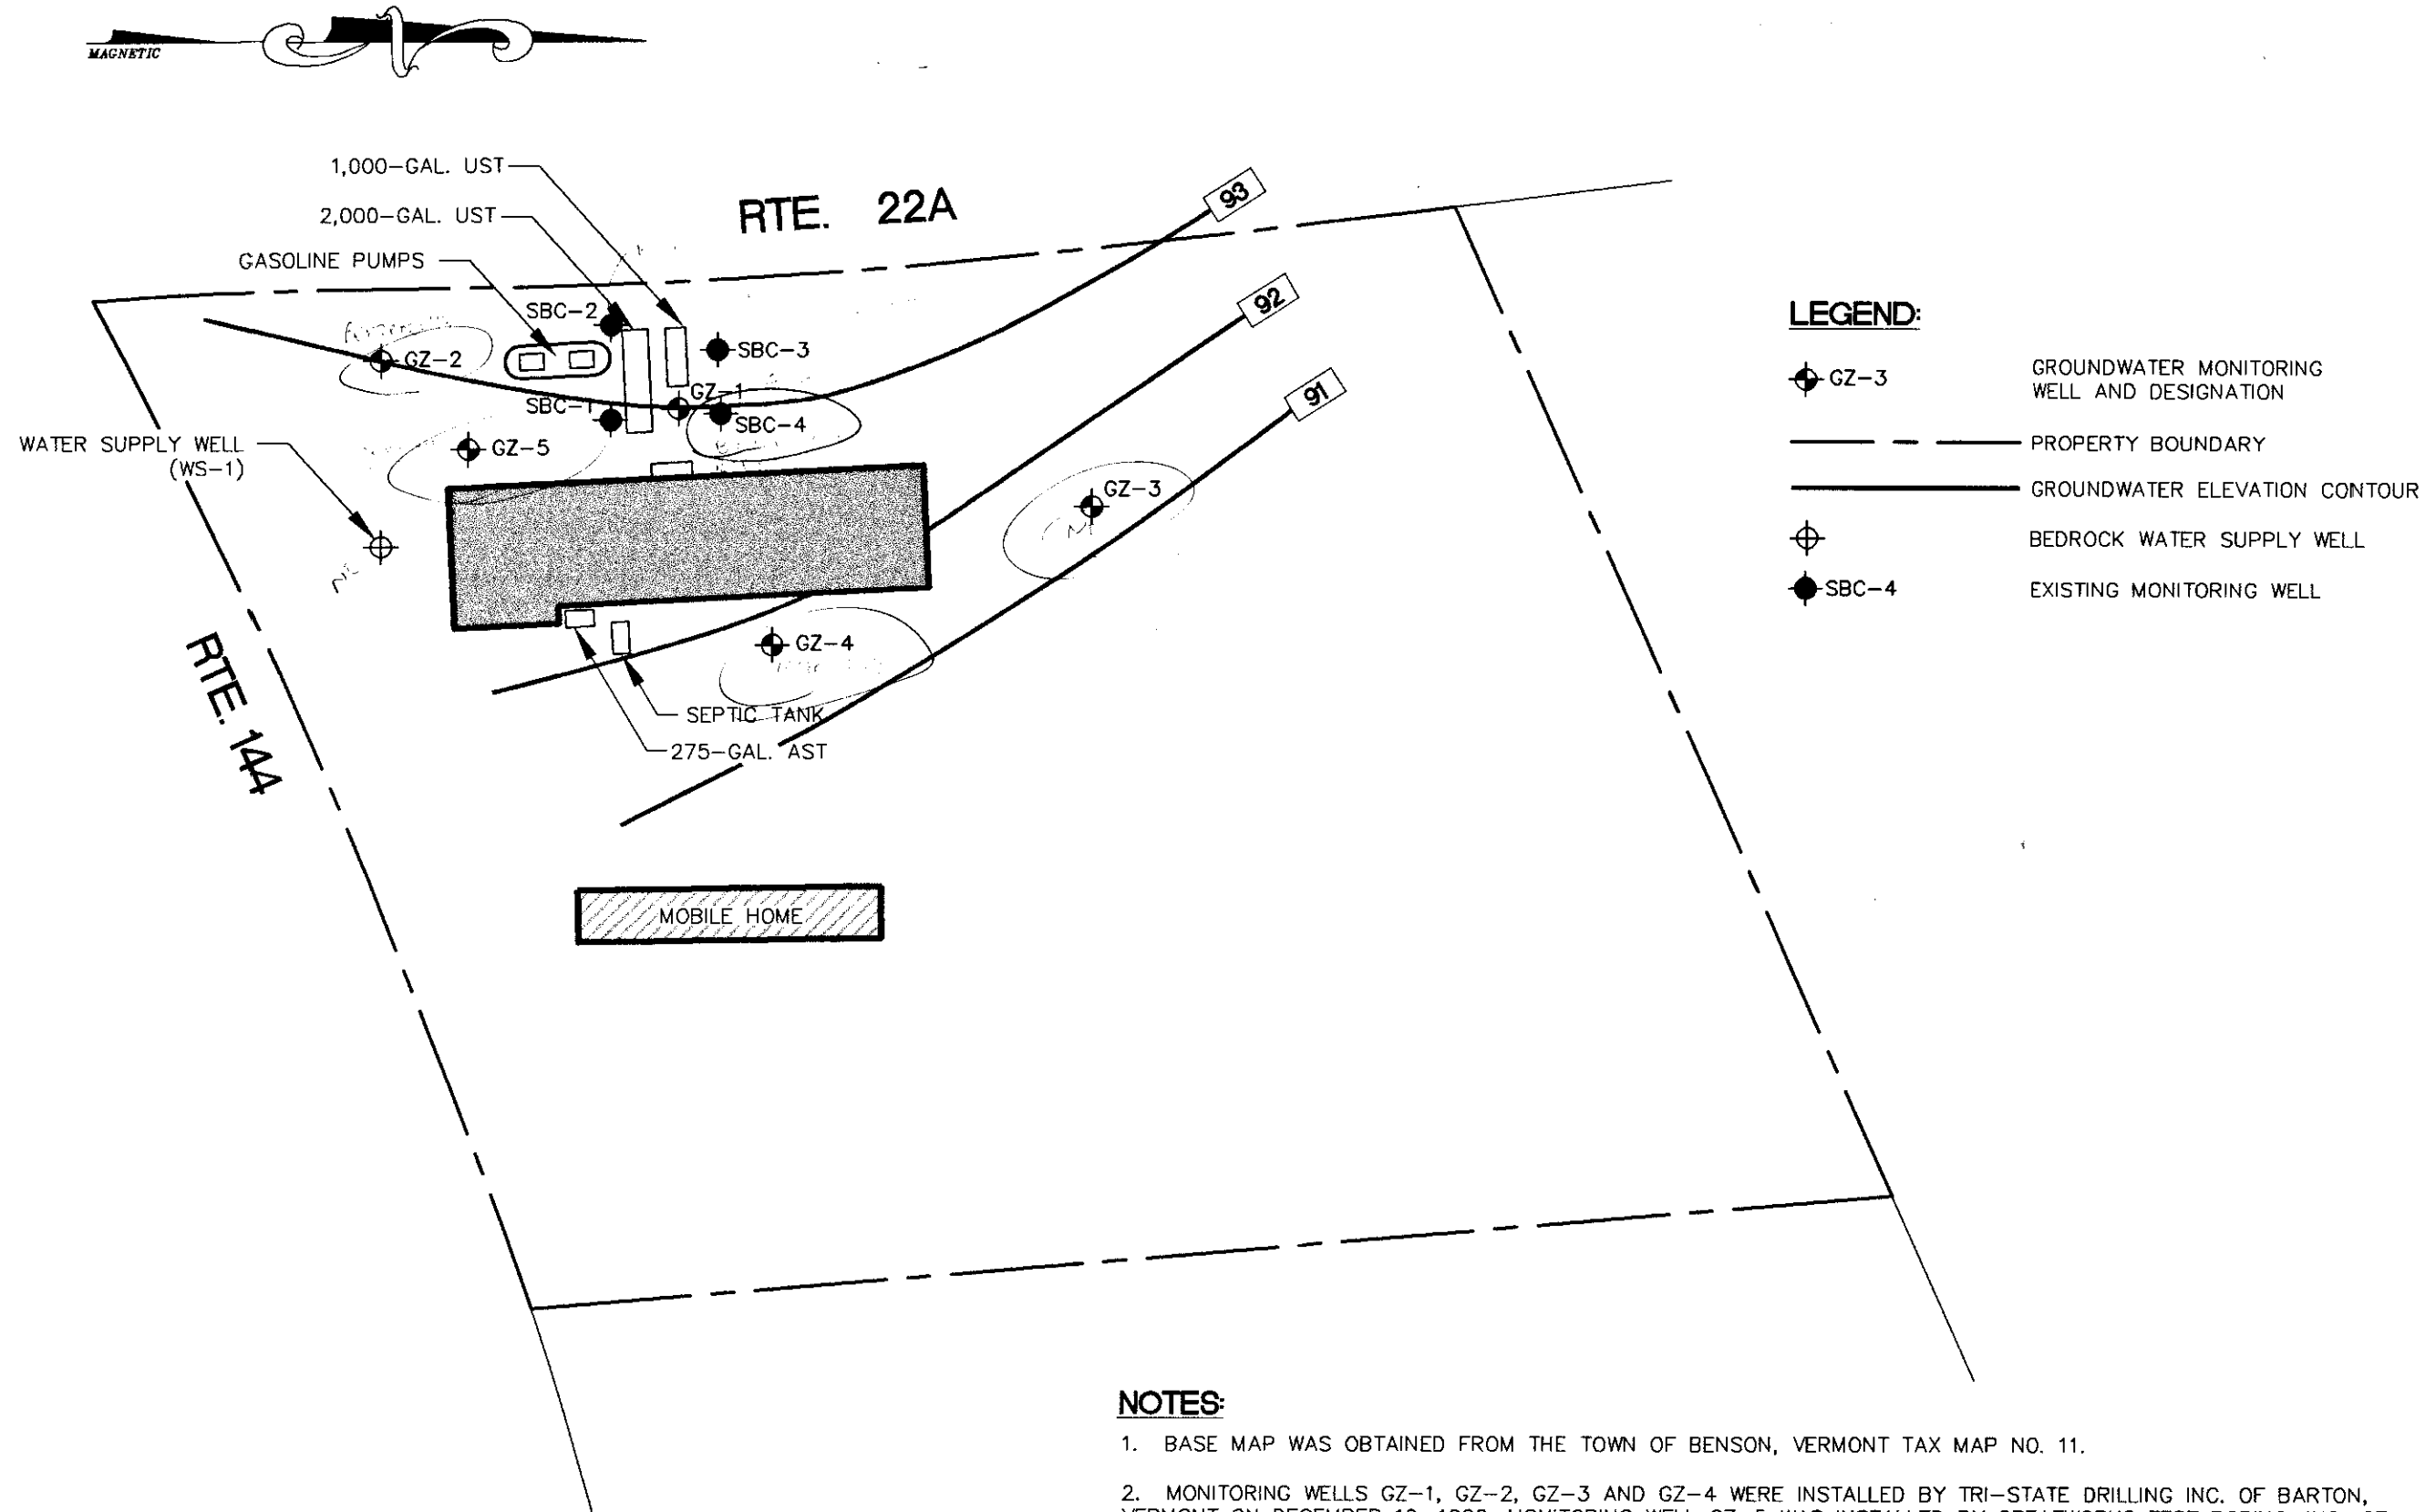 MAGNETIC
1,000-GAL. UST
2,000-GAL. UST
GASOLINE PUMPS
RTE. 22A
93
92
91
SBC-2
SBC-3
GZ-2
GZ-1
SBC-1
SBC-4
GZ-5
GZ-3
WATER SUPPLY WELL
(WS-1)
GZ-4
SEPTIC TANK
275-GAL. AST
RTE. 144
MOBILE HOME
LEGEND:
GZ-3
GROUNDWATER MONITORING
WELL AND DESIGNATION
PROPERTY BOUNDARY
GROUNDWATER ELEVATION CONTOUR
BEDROCK WATER SUPPLY WELL
SBC-4
EXISTING MONITORING WELL
NOTES:
1. BASE MAP WAS OBTAINED FROM THE TOWN OF BENSON, VERMONT TAX MAP NO. 11.
2. MONITORING WELLS GZ-1, GZ-2, GZ-3 AND GZ-4 WERE INSTALLED BY TRI-STATE DRILLING INC. OF BARTON,